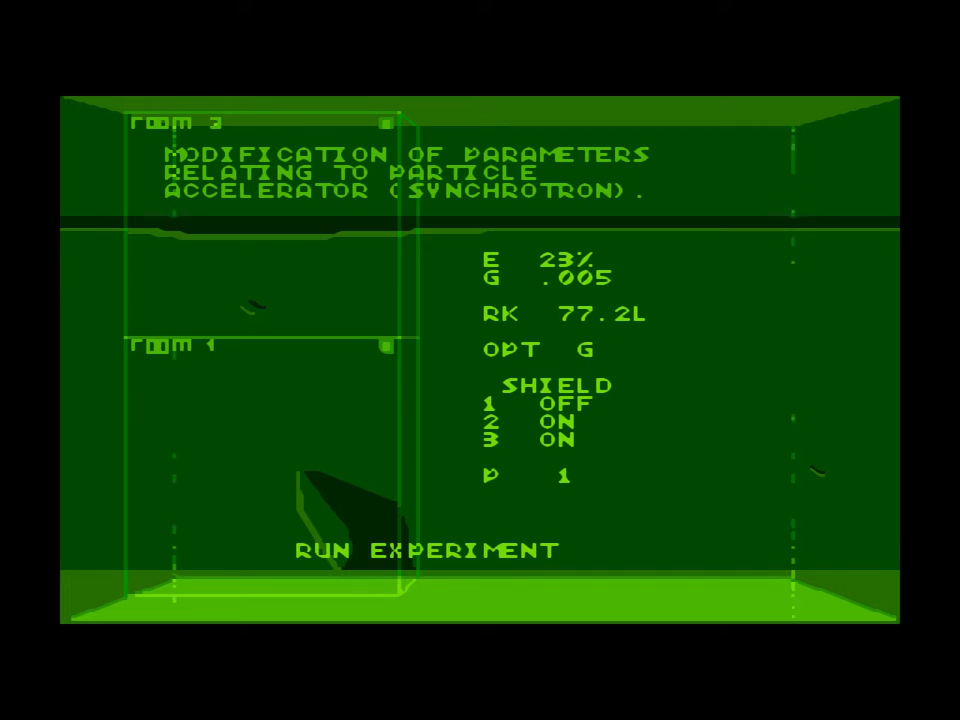 room 3
MODIFICATION OF PARAMETERS
RELATING TO PARTICLE
ACCELERATOR (SYNCHROTRON).
E 23%
G .005
RK 77.2L
room 1
OPT G
SHIELD
1 OFF
2 ON
3 ON
P 1
RUN EXPERIMENT